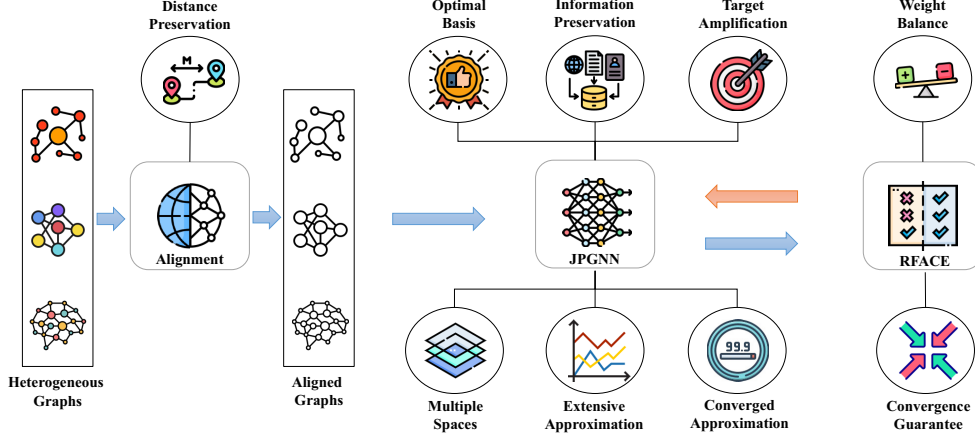 Distance
Preservation
Optimal
Basis
Information
Preservation
Target
Amplification
Weight
Balance
M
Alignment
JPGNN
RFACE
99.9
Heterogeneous
Graphs
Aligned
Graphs
Multiple
Spaces
Extensive
Approximation
Converged
Approximation
Convergence
Guarantee